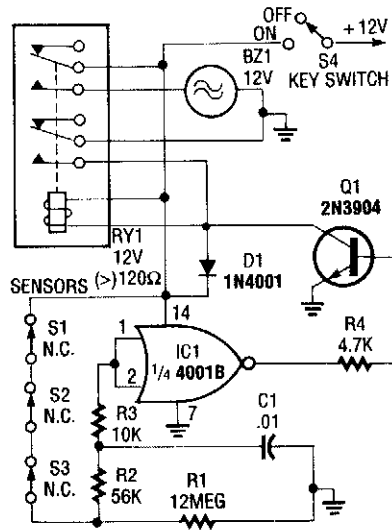 OFF
ON
+ 12V
BZ1
12V
S4
KEY SWITCH
Q1
2N3904
RY1
12V
(>)120Ω
D1
1N4001
SENSORS
S1
N.C.
S2
N.C.
S3
N.C.
14
1
2
7
IC1
1/4 4001B
R4
4.7K
R3
10K
C1
.01
R2
56K
R1
12MEG